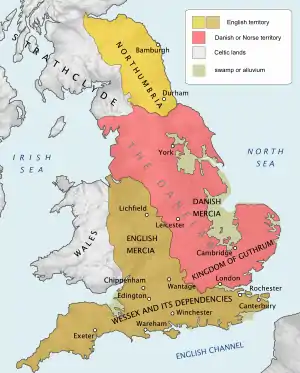 English territory
Danish or Norse territory
Celtic lands
swamp or alluvium
STRATHCLYDE
Bamburgh
NORTHUMBRIA
Durham
IRISH
SEA
NORTH
SEA
York
THE DANELAW
DANISH
MERCIA
Lichfield
Leicester
ENGLISH
MERCIA
WALES
Cambridge
KINGDOM OF GUTHRUM
Chippenham
Wantage
London
Edington
Rochester
WESSEX AND ITS DEPENDENCIES
Canterbury
Winchester
Wareham
Exeter
ENGLISH CHANNEL